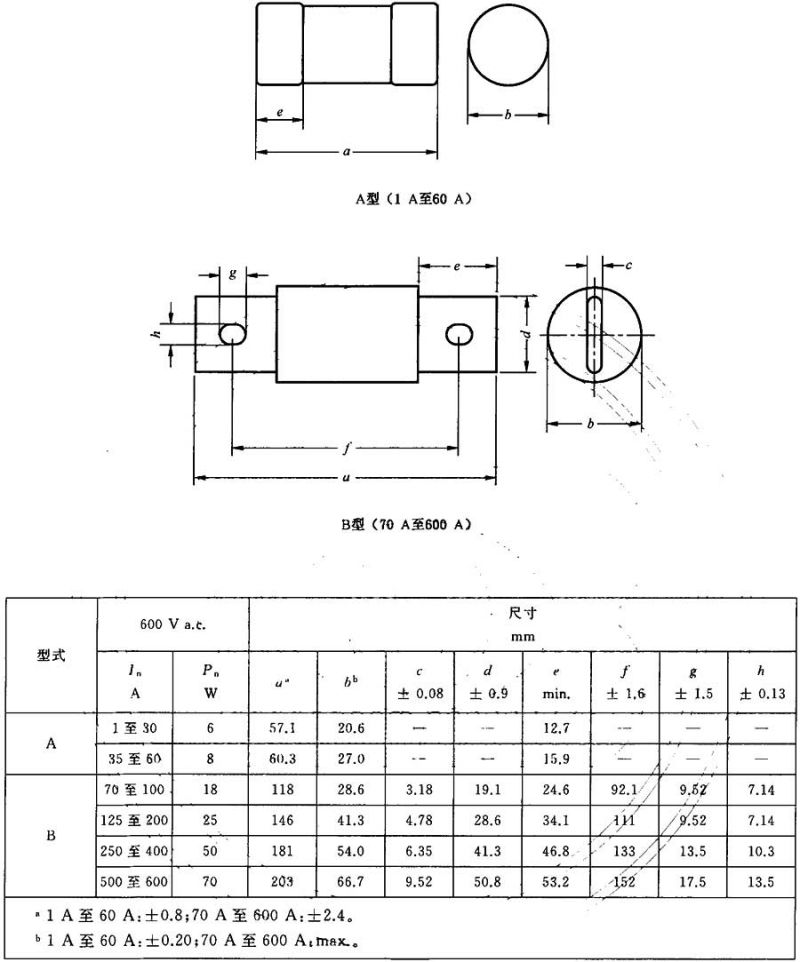 e
b
a
A型（1 A至60 A）
g
e
c
h
d
b
f
a
B型（70 A至600 A）
型式 600 V a.c. 尺寸
mm
In Pn aᵃ bᵇ c d e f g h
A W ± 0.08 ± 0.9 min. ± 1.6 ± 1.5 ± 0.13
A 1 至 30 6 57.1 20.6 — — 12.7 — — —
35 至 60 8 60.3 27.0 — — 15.9 — — —
B 70 至 100 18 118 28.6 3.18 19.1 24.6 92.1 9.52 7.14
125 至 200 25 146 41.3 4.78 28.6 34.1 111 9.52 7.14
250 至 400 50 181 54.0 6.35 41.3 46.8 133 13.5 10.3
500 至 600 70 203 66.7 9.52 50.8 53.2 152 17.5 13.5
ᵃ 1 A 至 60 A:±0.8;70 A 至 600 A:±2.4。
ᵇ 1 A 至 60 A:±0.20;70 A 至 600 A:max.。